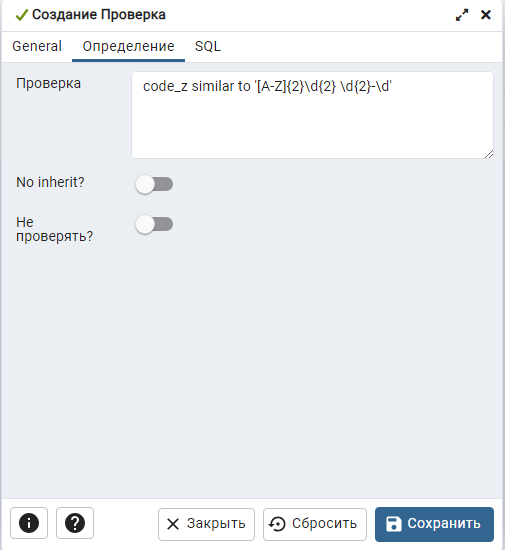 Создание Проверка
General Определение SQL
Проверка
code_z similar to '[A-Z]{2}\d{2} \d{2}-\d'
No inherit?
Не
проверять?
Закрыть Сбросить Сохранить